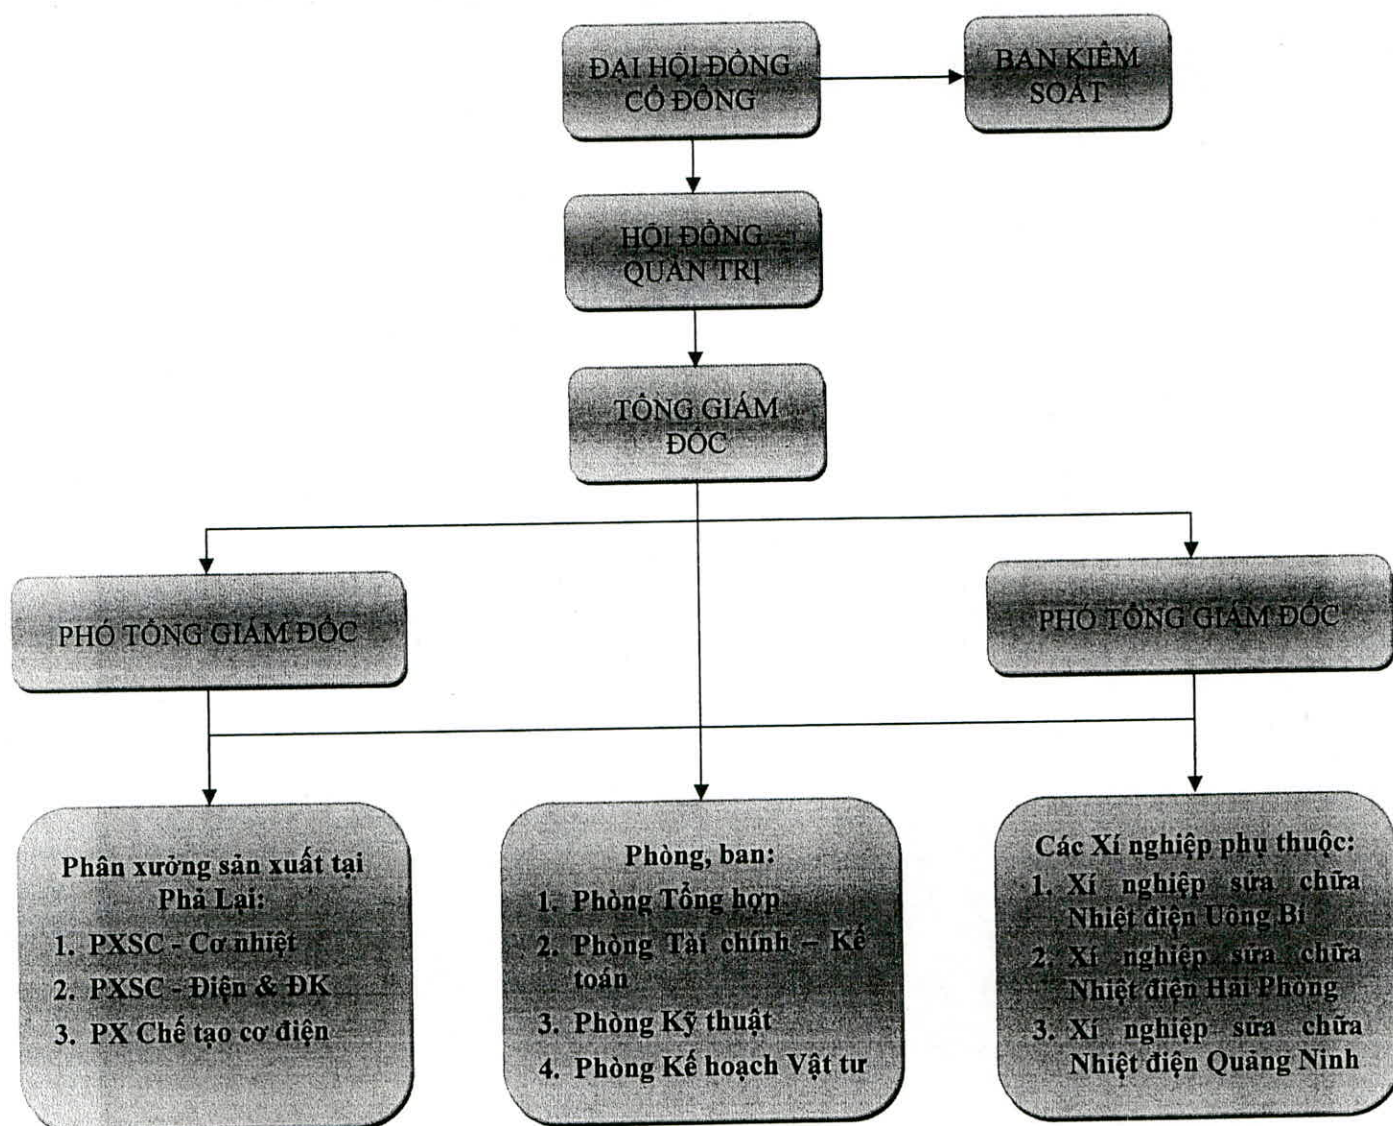 ĐẠI HỘI ĐỒNG
CỔ ĐÔNG
BAN KIỂM
SOÁT
HỘI ĐỒNG
QUẢN TRỊ
TỔNG GIÁM
ĐỐC
PHÓ TỔNG GIÁM ĐỐC
PHÓ TỔNG GIÁM ĐỐC
Phân xưởng sản xuất tại
Phả Lại:
1. PXSC - Cơ nhiệt
2. PXSC - Điện & ĐK
3. PX Chế tạo cơ điện
Phòng, ban:
1. Phòng Tổng hợp
2. Phòng Tài chính – Kế
toán
3. Phòng Kỹ thuật
4. Phòng Kế hoạch Vật tư
Các Xí nghiệp phụ thuộc:
1. Xí nghiệp sửa chữa
Nhiệt điện Uông Bí
2. Xí nghiệp sửa chữa
Nhiệt điện Hải Phòng
3. Xí nghiệp sửa chữa
Nhiệt điện Quảng Ninh